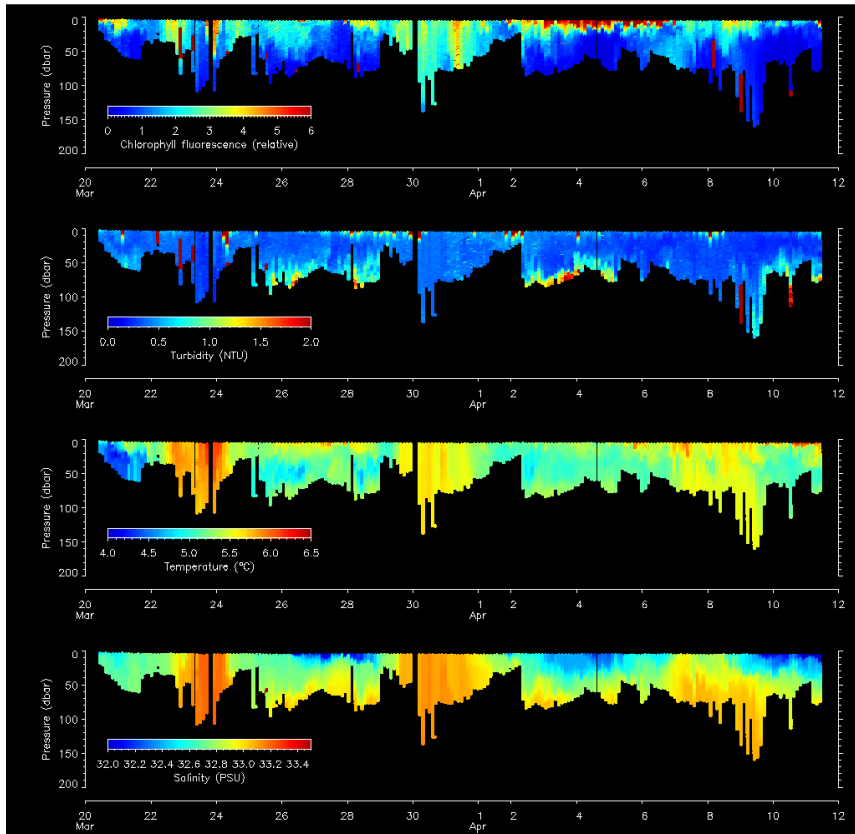 0
50
100
150
200
Pressure (dbar)
0 1 2 3 4 5 6
Chlorophyll fluorescence (relative)
20 22 24 26 28 30 1 2 4 6 8 10 12
Mar Apr
0
50
100
150
200
Pressure (dbar)
0.0 0.5 1.0 1.5 2.0
Turbidity (NTU)
20 22 24 26 28 30 1 2 4 6 8 10 12
Mar Apr
0
50
100
150
200
Pressure (dbar)
4.0 4.5 5.0 5.5 6.0 6.5
Temperature (°C)
20 22 24 26 28 30 1 2 4 6 8 10 12
Mar Apr
0
50
100
150
200
Pressure (dbar)
32.0 32.2 32.4 32.6 32.8 33.0 33.2 33.4
Salinity (PSU)
20 22 24 26 28 30 1 2 4 6 8 10 12
Mar Apr